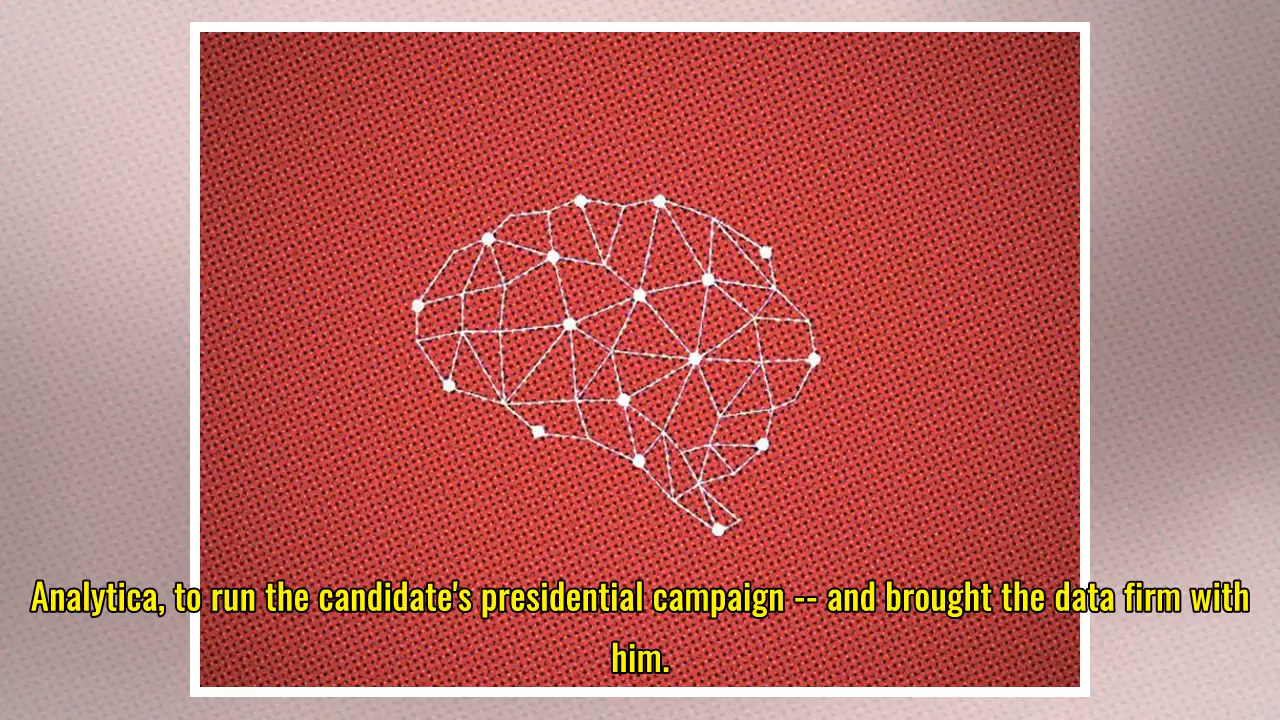 Analytica, to run the candidate's presidential campaign -- and brought the data firm with
him.